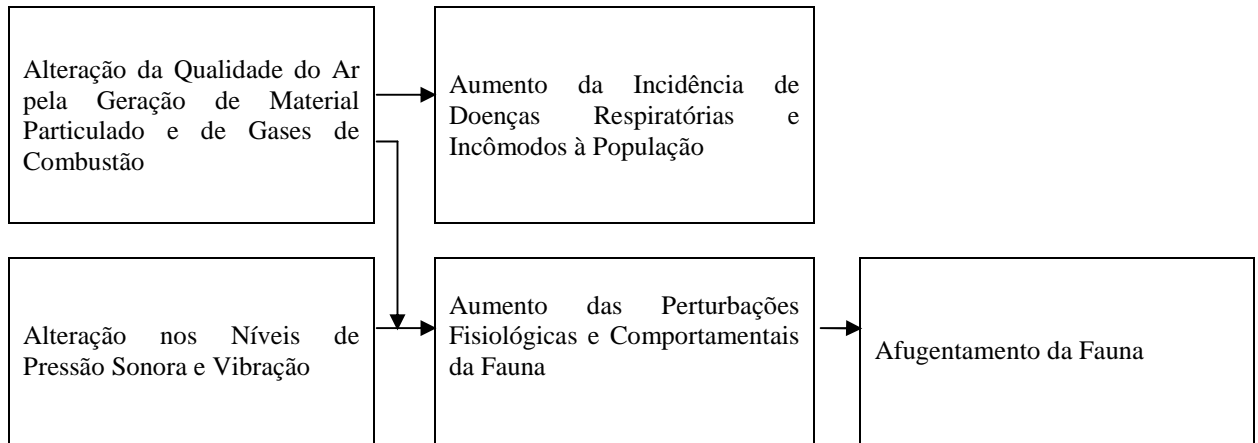 Alteração da Qualidade do Ar
pela Geração de Material
Particulado e de Gases de
Combustão
Aumento da Incidência de
Doenças Respiratórias e
Incômodos à População
Alteração nos Níveis de
Pressão Sonora e Vibração
Aumento das Perturbações
Fisiológicas e Comportamentais
da Fauna
Afugentamento da Fauna